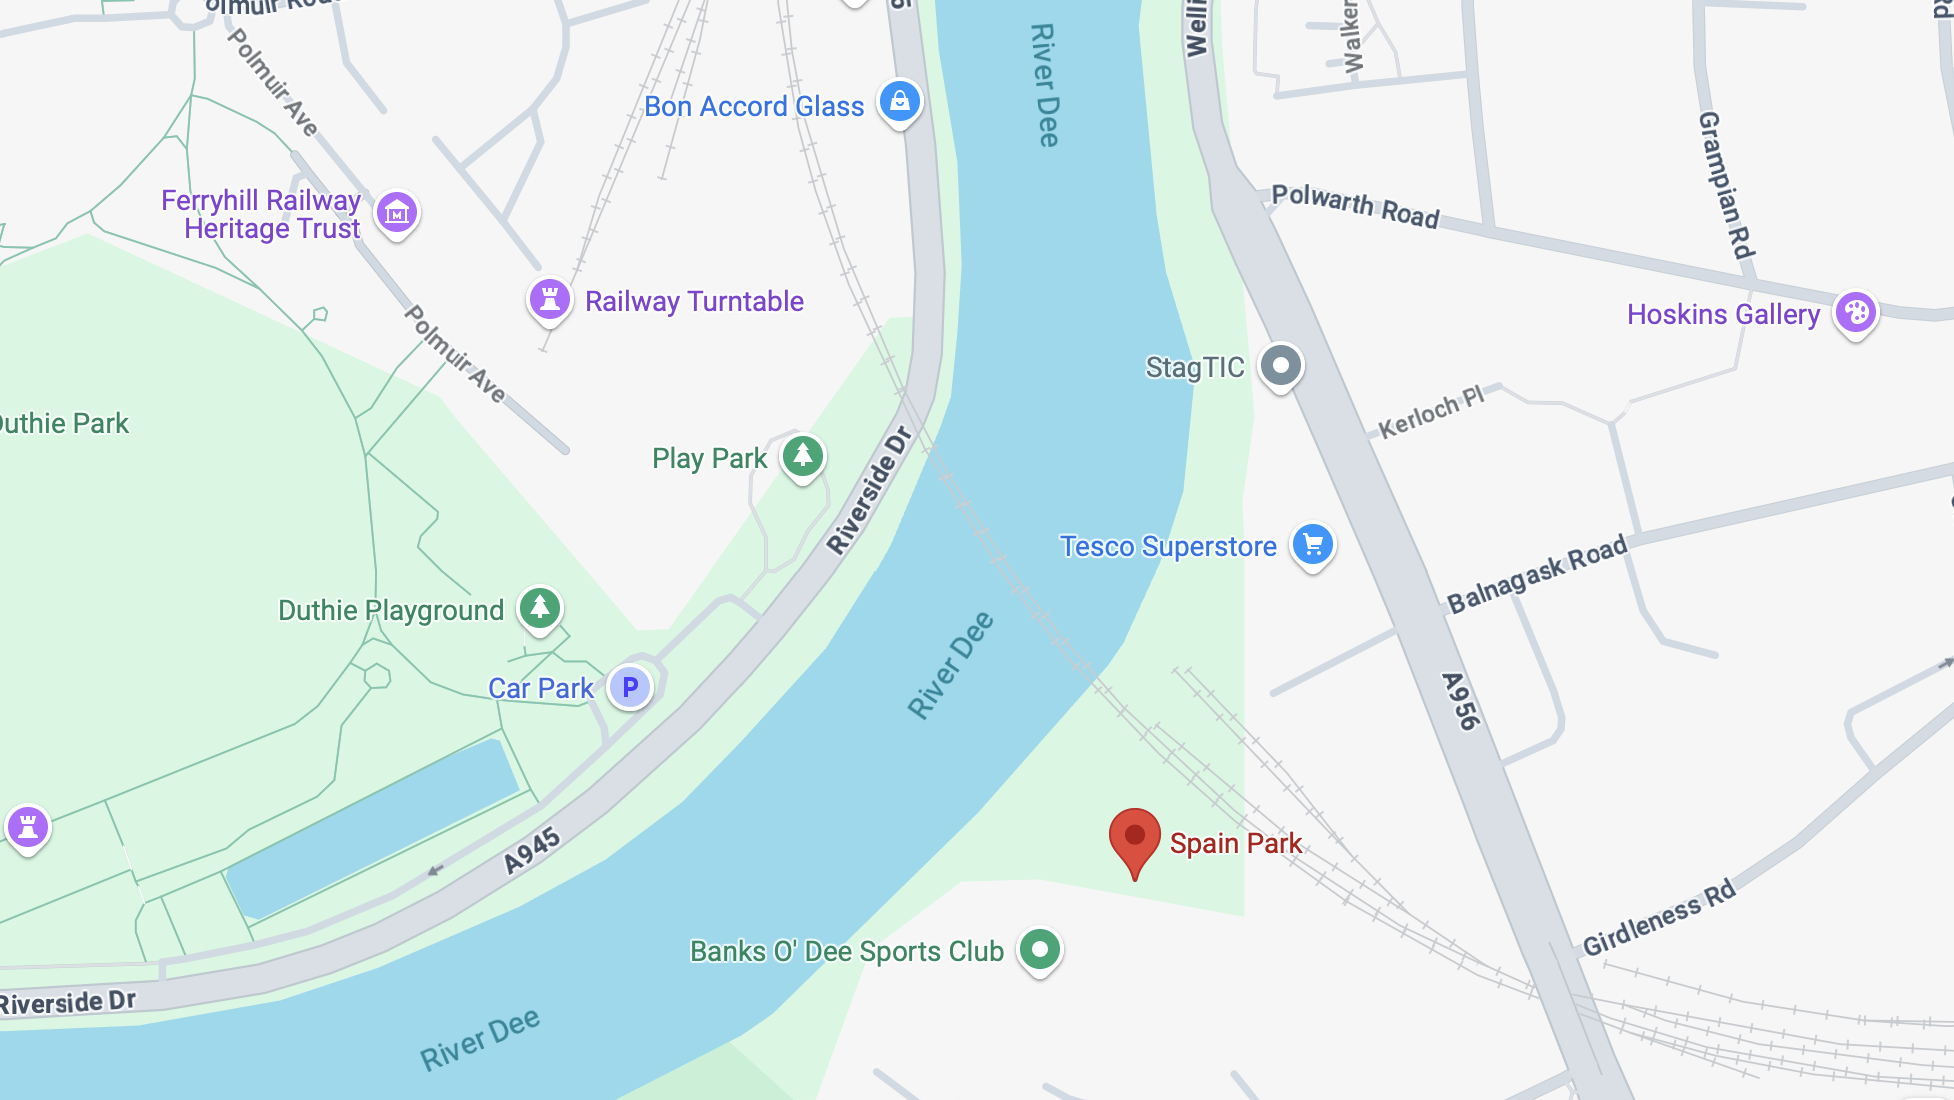 Polmuir Ave
River Dee
Welli
Walker
Bon Accord Glass
Grampian Rd
Ferryhill Railway
Heritage Trust
Polwarth Road
Railway Turntable
Hoskins Gallery
Polmuir Ave
StagTIC
Kerloch Pl
Duthie Park
Play Park
Riverside Dr
Tesco Superstore
Balnagask Road
Duthie Playground
River Dee
Car Park
P
A956
Spain Park
A945
Girdleness Rd
Banks O' Dee Sports Club
Riverside Dr
River Dee